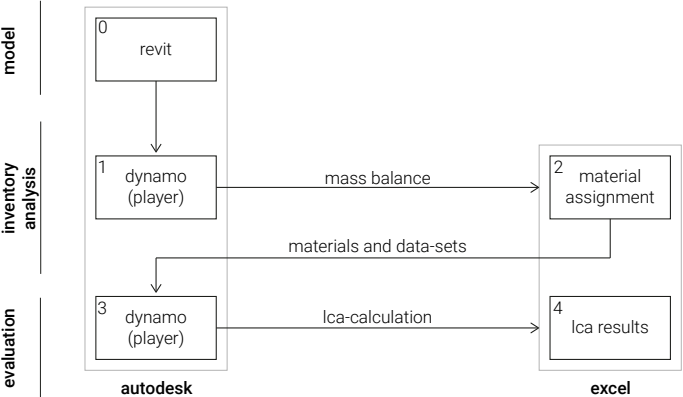 model
0
revit
inventory
analysis
1
dynamo
(player)
mass balance
2
material
assignment
materials and data-sets
evaluation
3
dynamo
(player)
lca-calculation
4
lca results
autodesk
excel